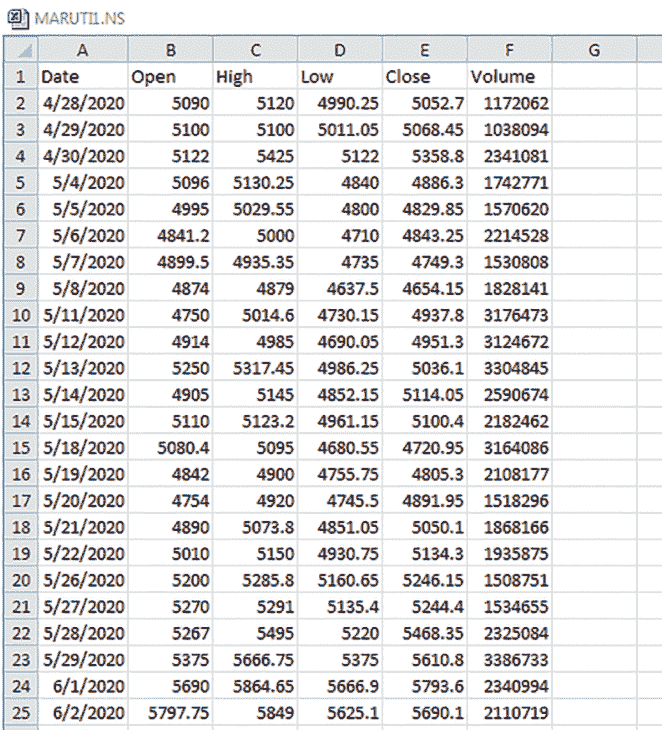 MARUTI1.NS
A B C D E F G
1 Date Open High Low Close Volume
2 4/28/2020 5090 5120 4990.25 5052.7 1172062
3 4/29/2020 5100 5100 5011.05 5068.45 1038094
4 4/30/2020 5122 5425 5122 5358.8 2341081
5 5/4/2020 5096 5130.25 4840 4886.3 1742771
6 5/5/2020 4995 5029.55 4800 4829.85 1570620
7 5/6/2020 4841.2 5000 4710 4843.25 2214528
8 5/7/2020 4899.5 4935.35 4735 4749.3 1530808
9 5/8/2020 4874 4879 4637.5 4654.15 1828141
10 5/11/2020 4750 5014.6 4730.15 4937.8 3176473
11 5/12/2020 4914 4985 4690.05 4951.3 3124672
12 5/13/2020 5250 5317.45 4986.25 5036.1 3304845
13 5/14/2020 4905 5145 4852.15 5114.05 2590674
14 5/15/2020 5110 5123.2 4961.15 5100.4 2182462
15 5/18/2020 5080.4 5095 4680.55 4720.95 3164086
16 5/19/2020 4842 4900 4755.75 4805.3 2108177
17 5/20/2020 4754 4920 4745.5 4891.95 1518296
18 5/21/2020 4890 5073.8 4851.05 5050.1 1868166
19 5/22/2020 5010 5150 4930.75 5134.3 1935875
20 5/26/2020 5200 5285.8 5160.65 5246.15 1508751
21 5/27/2020 5270 5291 5135.4 5244.4 1534655
22 5/28/2020 5267 5495 5220 5468.35 2325084
23 5/29/2020 5375 5666.75 5375 5610.8 3386733
24 6/1/2020 5690 5864.65 5666.9 5793.6 2340994
25 6/2/2020 5797.75 5849 5625.1 5690.1 2110719